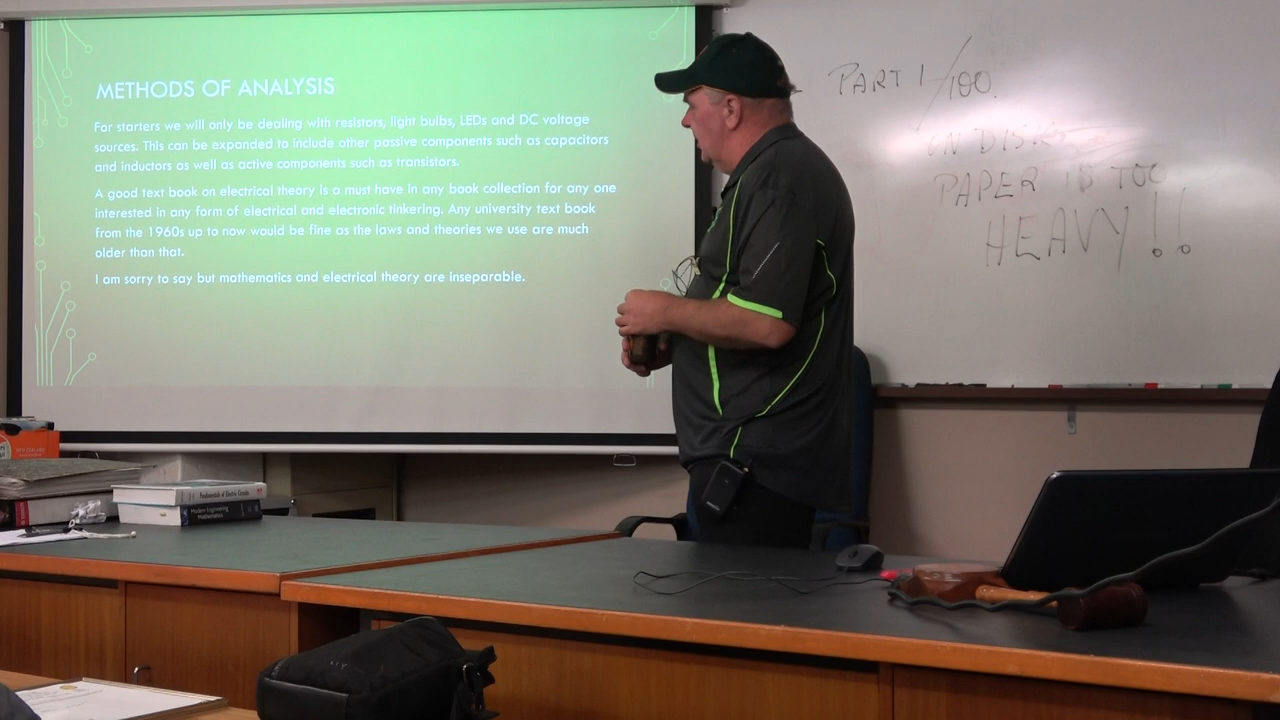 METHODS OF ANALYSIS
For starters we will only be dealing with resistors, light bulbs, LEDs and DC voltage
sources. This can be expanded to include other passive components such as capacitors
and inductors as well as active components such as transistors.
A good text book on electrical theory is a must have in any book collection for any one
interested in any form of electrical and electronic tinkering. Any university text book
from the 1960s up to now would be fine as the laws and theories we use are much
older than that.
I am sorry to say but mathematics and electrical theory are inseparable.
PART 1/100.
ON DISK
PAPER IS TOO
HEAVY!!
NEW ZEALAND
Fundamentals of Electric Circuits
Modern Engineering
Mathematics